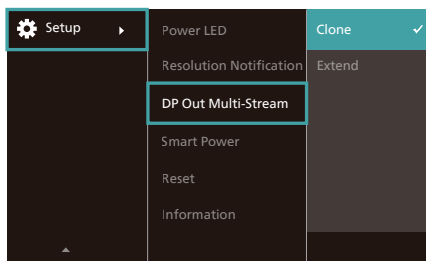 Setup
Power LED
Resolution Notification
DP Out Multi-Stream
Smart Power
Reset
Information
Clone
Extend